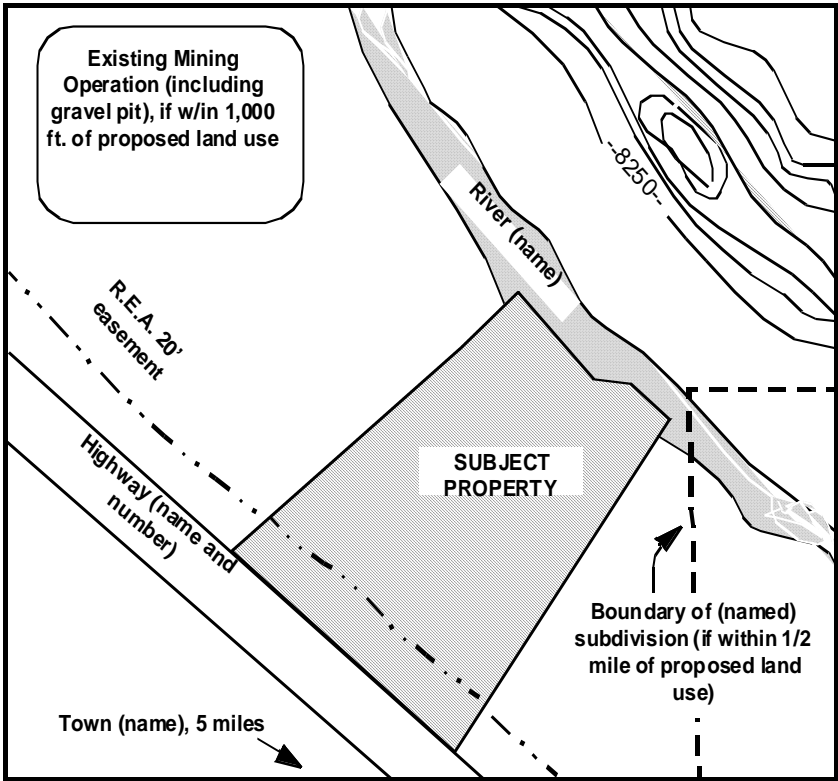 Existing Mining
Operation (including
gravel pit), if w/in 1,000
ft. of proposed land use
--8250--
River (name)
R.E.A. 20'
easement
Highway (name and
number)
SUBJECT
PROPERTY
Boundary of (named)
subdivision (if within 1/2
mile of proposed land
use)
Town (name), 5 miles